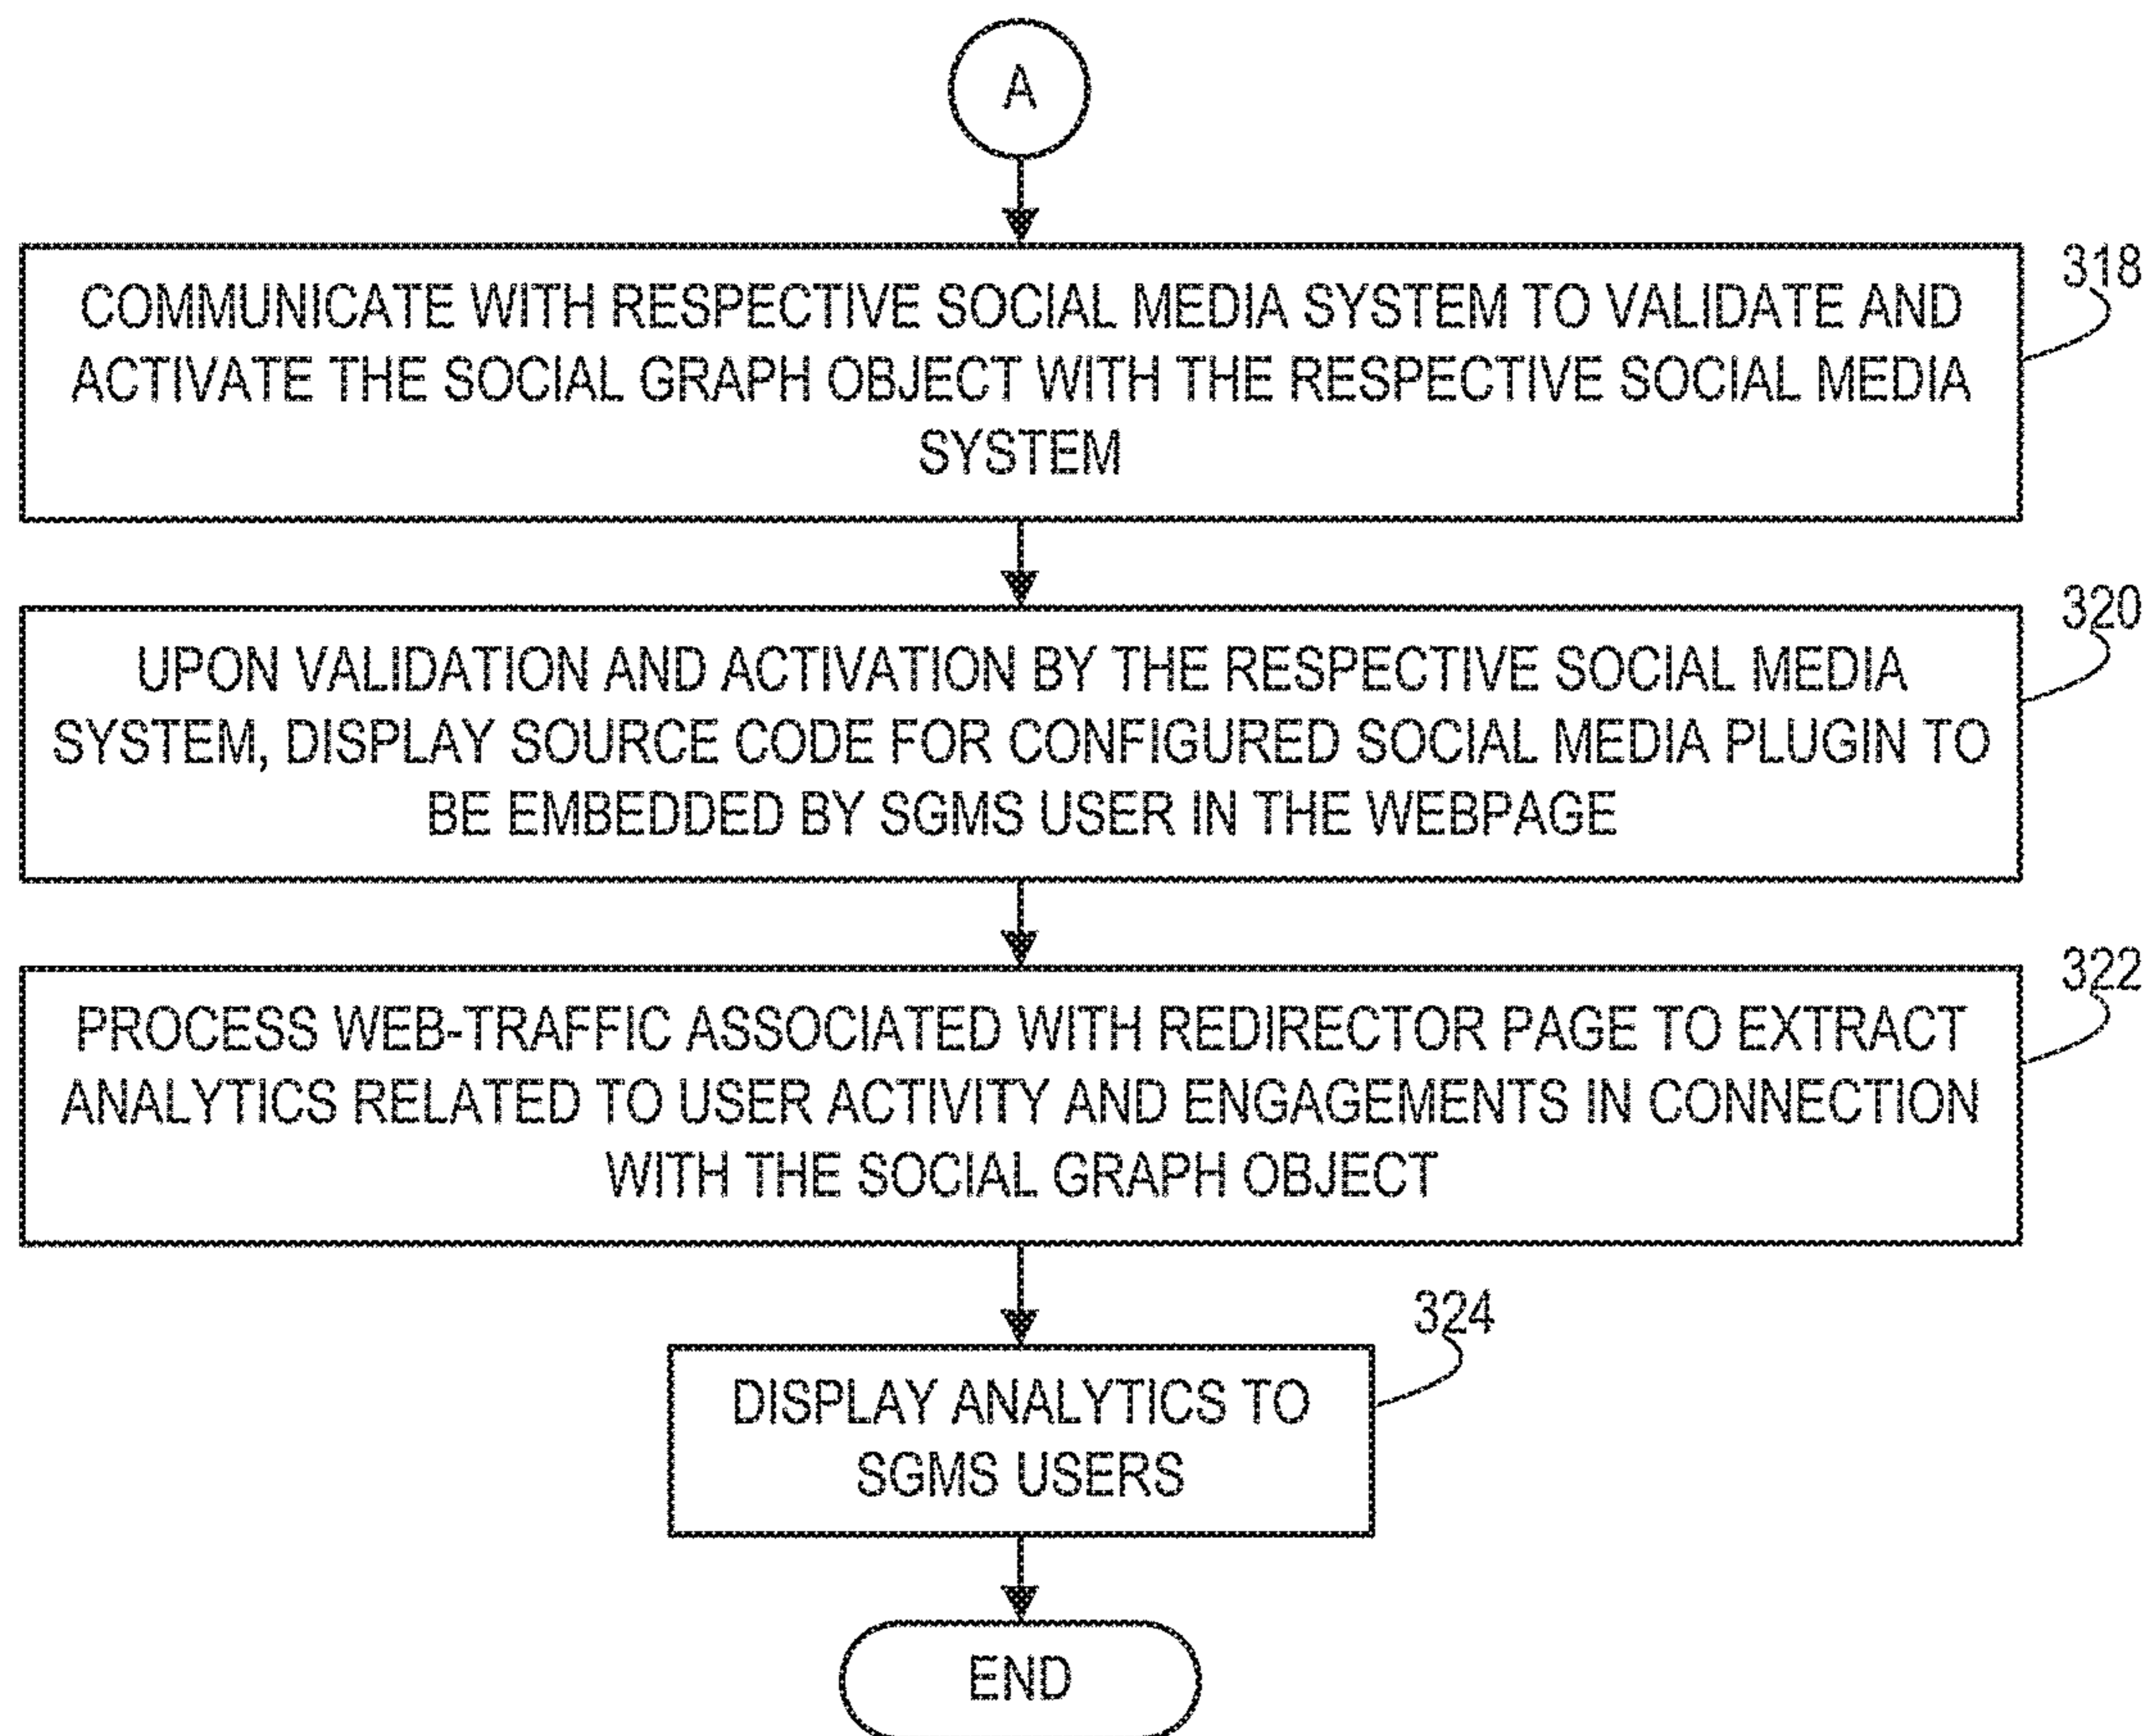 A
318
COMMUNICATE WITH RESPECTIVE SOCIAL MEDIA SYSTEM TO VALIDATE AND
ACTIVATE THE SOCIAL GRAPH OBJECT WITH THE RESPECTIVE SOCIAL MEDIA
SYSTEM
320
UPON VALIDATION AND ACTIVATION BY THE RESPECTIVE SOCIAL MEDIA
SYSTEM, DISPLAY SOURCE CODE FOR CONFIGURED SOCIAL MEDIA PLUGIN TO
BE EMBEDDED BY SGMS USER IN THE WEBPAGE
322
PROCESS WEB-TRAFFIC ASSOCIATED WITH REDIRECTOR PAGE TO EXTRACT
ANALYTICS RELATED TO USER ACTIVITY AND ENGAGEMENTS IN CONNECTION
WITH THE SOCIAL GRAPH OBJECT
324
DISPLAY ANALYTICS TO
SGMS USERS
END